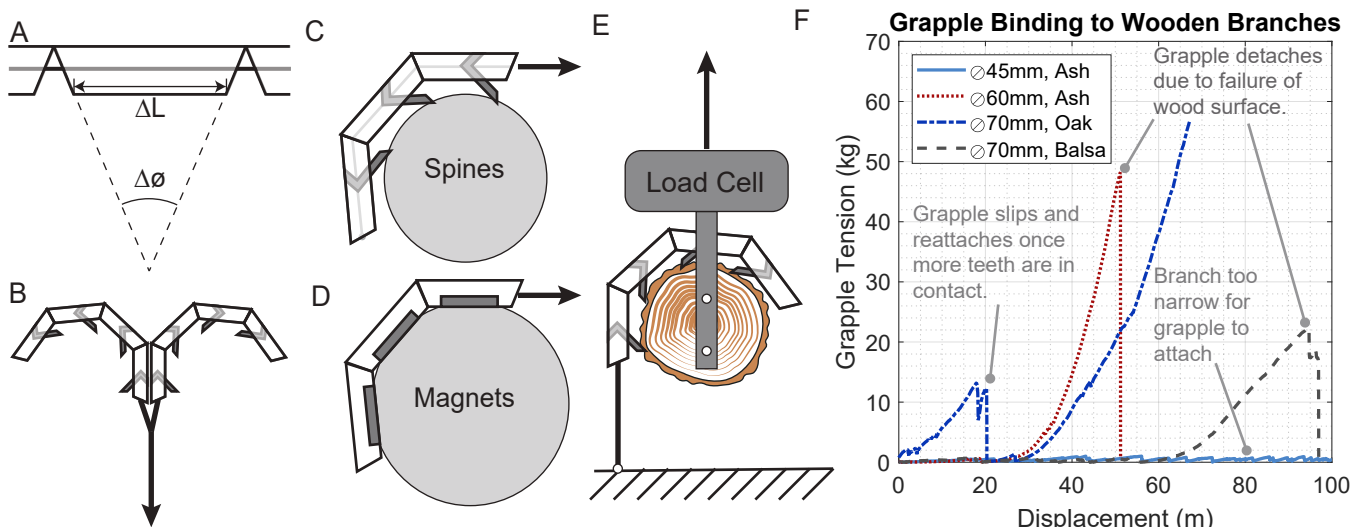 A
ΔL
Δø
B
C
Spines
D
Magnets
E
Load Cell
F
Grapple Binding to Wooden Branches
Grapple Tension (kg)
70
60
50
40
30
20
10
0
∅45mm, Ash
∅60mm, Ash
∅70mm, Oak
∅70mm, Balsa
Grapple detaches
due to failure of
wood surface.
Grapple slips and
reattaches once
more teeth are in
contact.
Branch too
narrow for
grapple to
attach
0 20 40 60 80 100
Displacement (m)